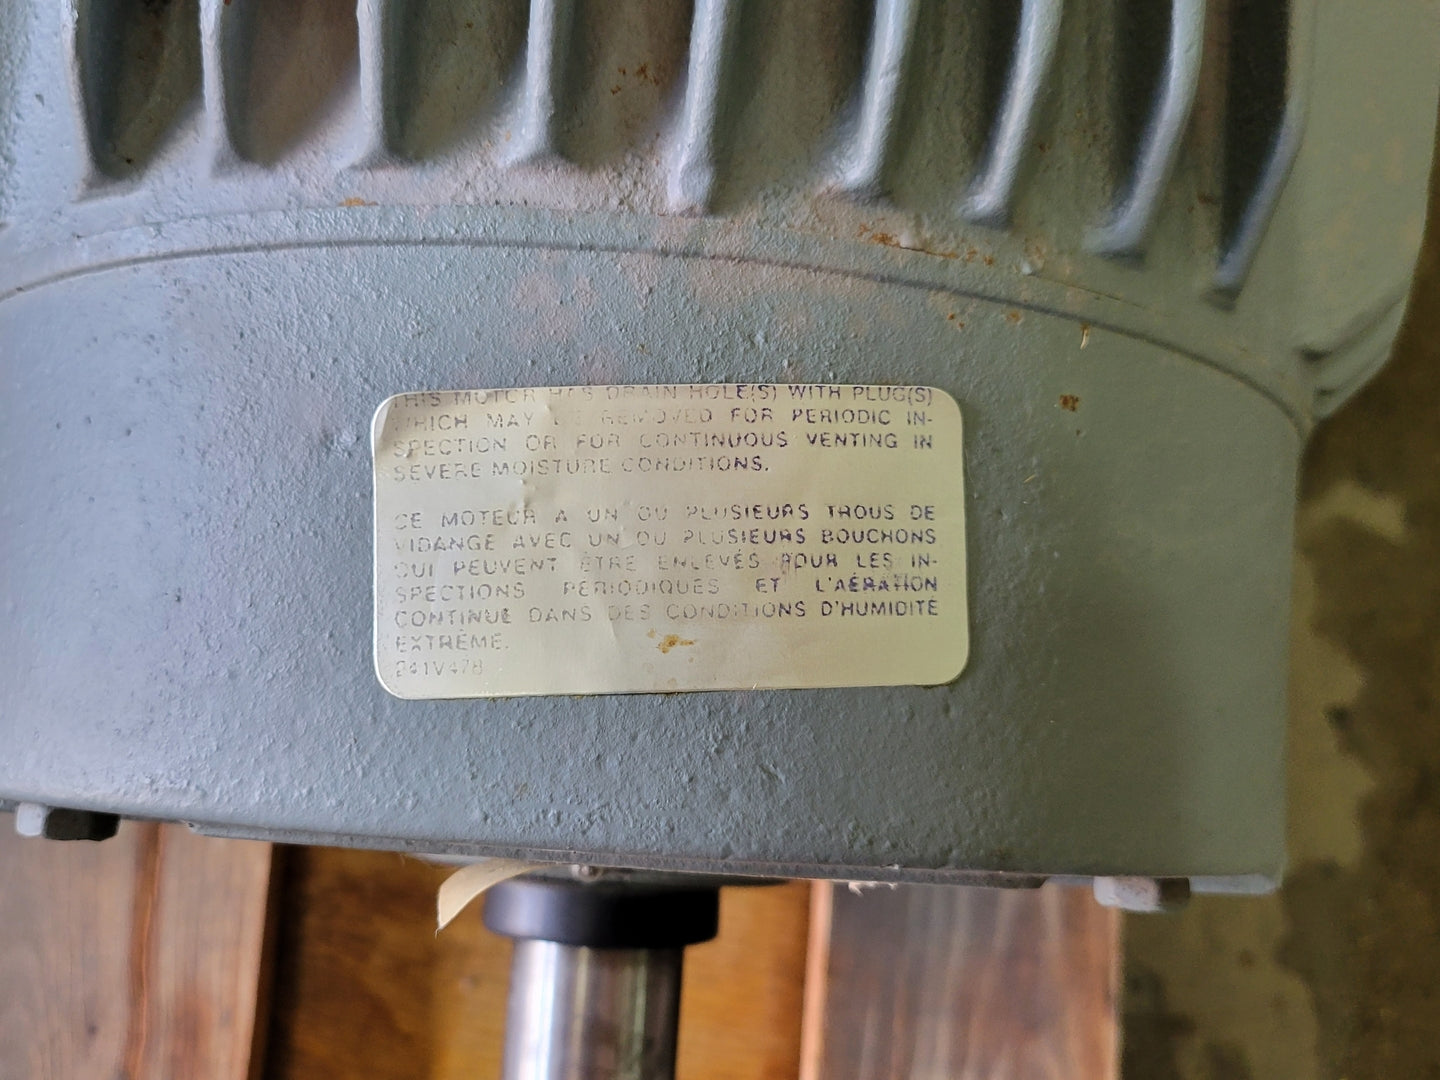 THIS MOTOR HAS DRAIN HOLE(S) WITH PLUG(S)
WHICH MAY BE REMOVED FOR PERIODIC IN-
SPECTION OR FOR CONTINUOUS VENTING IN
SEVERE MOISTURE CONDITIONS.
CE MOTEUR A UN OU PLUSIEURS TROUS DE
VIDANGE AVEC UN OU PLUSIEURS BOUCHONS
QUI PEUVENT ÊTRE ENLEVÉS POUR LES IN-
SPECTIONS PERIODIQUES ET L'AÉRATION
CONTINUE DANS DES CONDITIONS D'HUMIDITÉ
EXTRÊME.
241V478